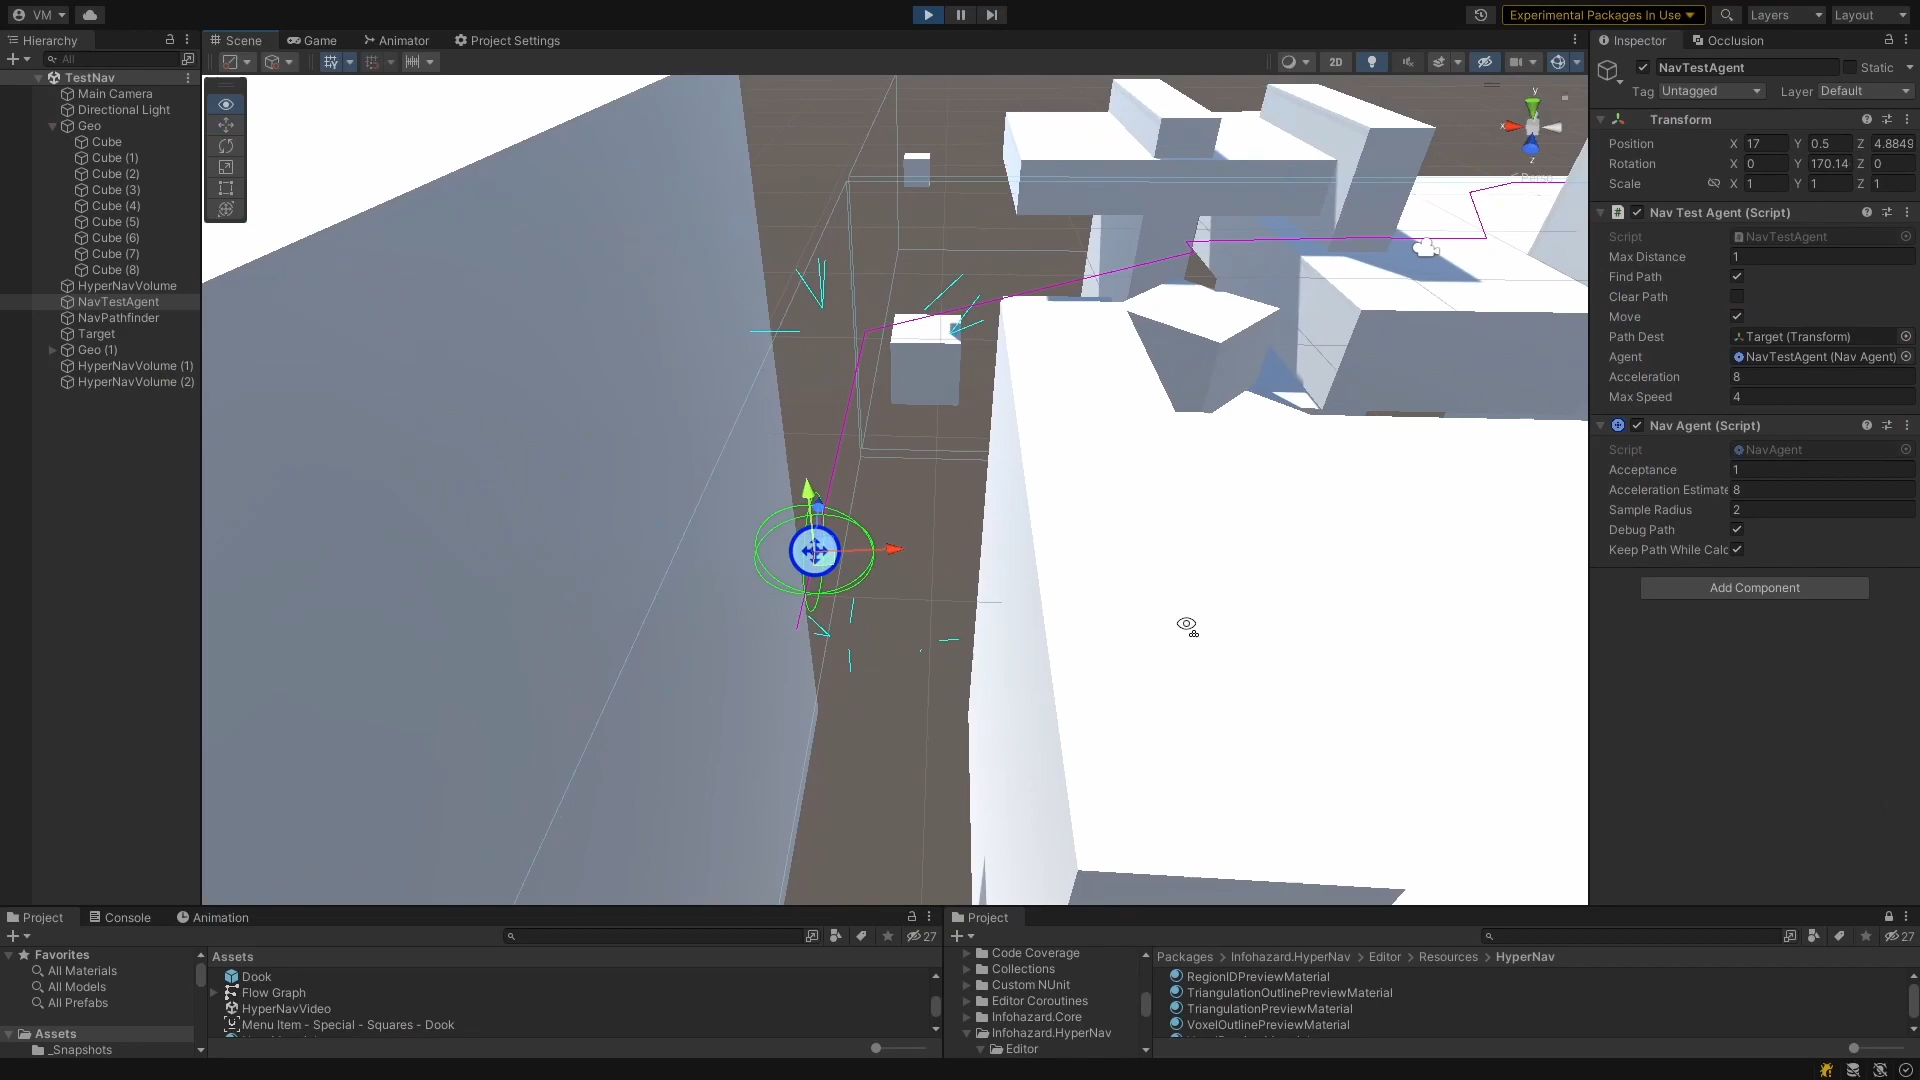 VM
Experimental Packages In Use
Layers
Layout
Hierarchy
All
TestNav
Main Camera
Directional Light
Geo
Cube
Cube (1)
Cube (2)
Cube (3)
Cube (4)
Cube (5)
Cube (6)
Cube (7)
Cube (8)
HyperNavVolume
NavTestAgent
NavPathfinder
Target
Geo (1)
HyperNavVolume (1)
HyperNavVolume (2)
Scene
Game
Animator
Project Settings
2D
y
x
z
Persp
Inspector
Occlusion
NavTestAgent
Static
Tag Untagged
Layer Default
Transform
Position X 17 Y 0.5 Z 4.8849
Rotation X 0 Y 170.14 Z 0
Scale X 1 Y 1 Z 1
Nav Test Agent (Script)
Script NavTestAgent
Max Distance 1
Find Path
Clear Path
Move
Path Dest Target (Transform)
Agent NavTestAgent (Nav Agent)
Acceleration 8
Max Speed 4
Nav Agent (Script)
Script NavAgent
Acceptance 1
Acceleration Estimate 8
Sample Radius 2
Debug Path
Keep Path While Calc
Add Component
Project
Console
Animation
27
Favorites
All Materials
All Models
All Prefabs
Assets
_Snapshots
Assets
Dook
Flow Graph
HyperNavVideo
Menu Item - Special - Squares - Dook
Project
27
Code Coverage
Collections
Custom NUnit
Editor Coroutines
Infohazard.Core
Infohazard.HyperNav
Editor
Packages
Infohazard.HyperNav
Editor
Resources
HyperNav
RegionIDPreviewMaterial
TriangulationOutlinePreviewMaterial
TriangulationPreviewMaterial
VoxelOutlinePreviewMaterial